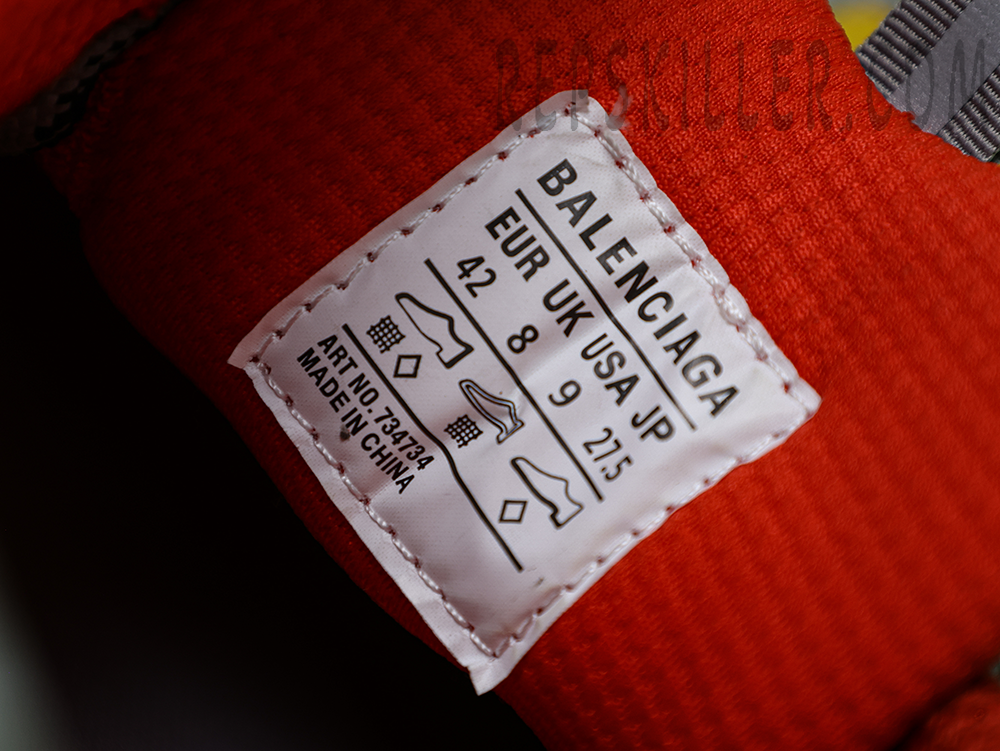 REPSKILLER.COM
BALENCIAGA
EUR UK USA JP
42 8 9 27.5
ART NO. 734734
MADE IN CHINA